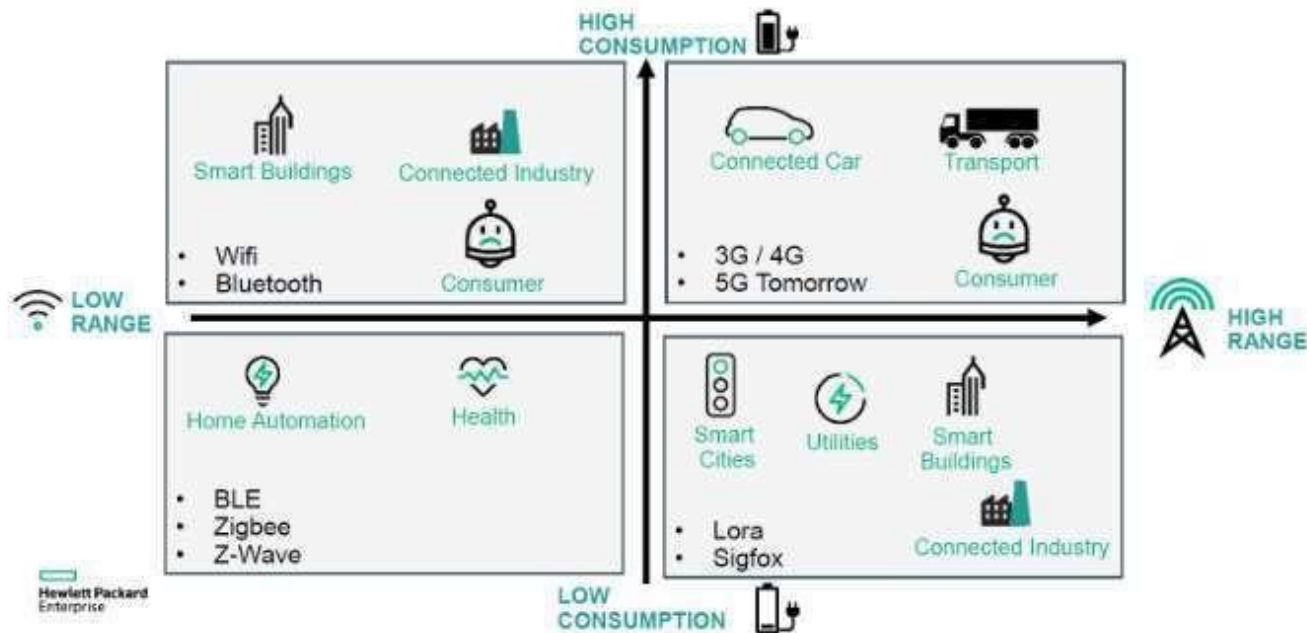 HIGH
CONSUMPTION
Smart Buildings
Connected Industry
• Wifi
• Bluetooth
Consumer
Connected Car
Transport
• 3G / 4G
• 5G Tomorrow
Consumer
LOW
RANGE
HIGH
RANGE
Home Automation
Health
• BLE
• Zigbee
• Z-Wave
Smart
Cities
Utilities
Smart
Buildings
• Lora
• Sigfox
Connected Industry
Hewlett Packard
Enterprise
LOW
CONSUMPTION